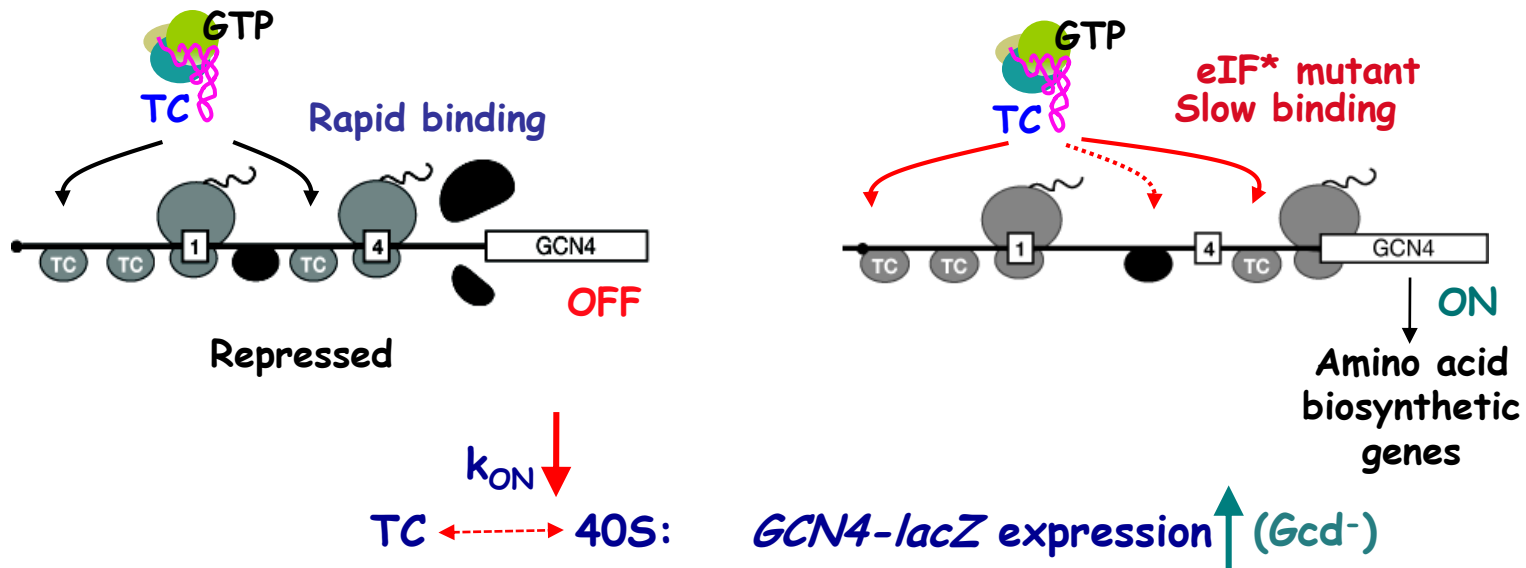 GTP
TC
Rapid binding
TC
TC
1
TC
4
GCN4
OFF
Repressed
GTP
TC
eIF* mutant
Slow binding
TC
TC
1
4
TC
GCN4
ON
Amino acid
biosynthetic
genes
kON
TC 40S: GCN4-lacZ expression (Gcd-)